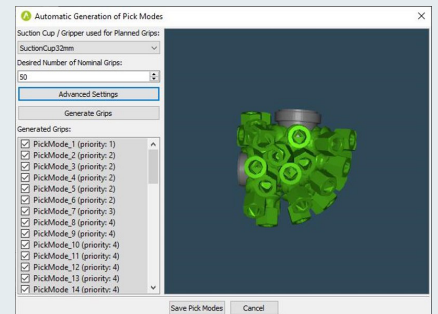 Automatic Generation of Pick Modes
Suction Cup / Gripper used for Planned Grips:
SuctionCup32mm
Desired Number of Nominal Grips:
50
Advanced Settings
Generate Grips
Generated Grips:
PickMode_1 (priority: 1)
PickMode_2 (priority: 2)
PickMode_3 (priority: 2)
PickMode_4 (priority: 2)
PickMode_5 (priority: 2)
PickMode_6 (priority: 2)
PickMode_7 (priority: 3)
PickMode_8 (priority: 4)
PickMode_9 (priority: 4)
PickMode_10 (priority: 4)
PickMode_11 (priority: 4)
PickMode_12 (priority: 4)
PickMode_13 (priority: 4)
PickMode_14 (priority: 4)
Save Pick Modes
Cancel